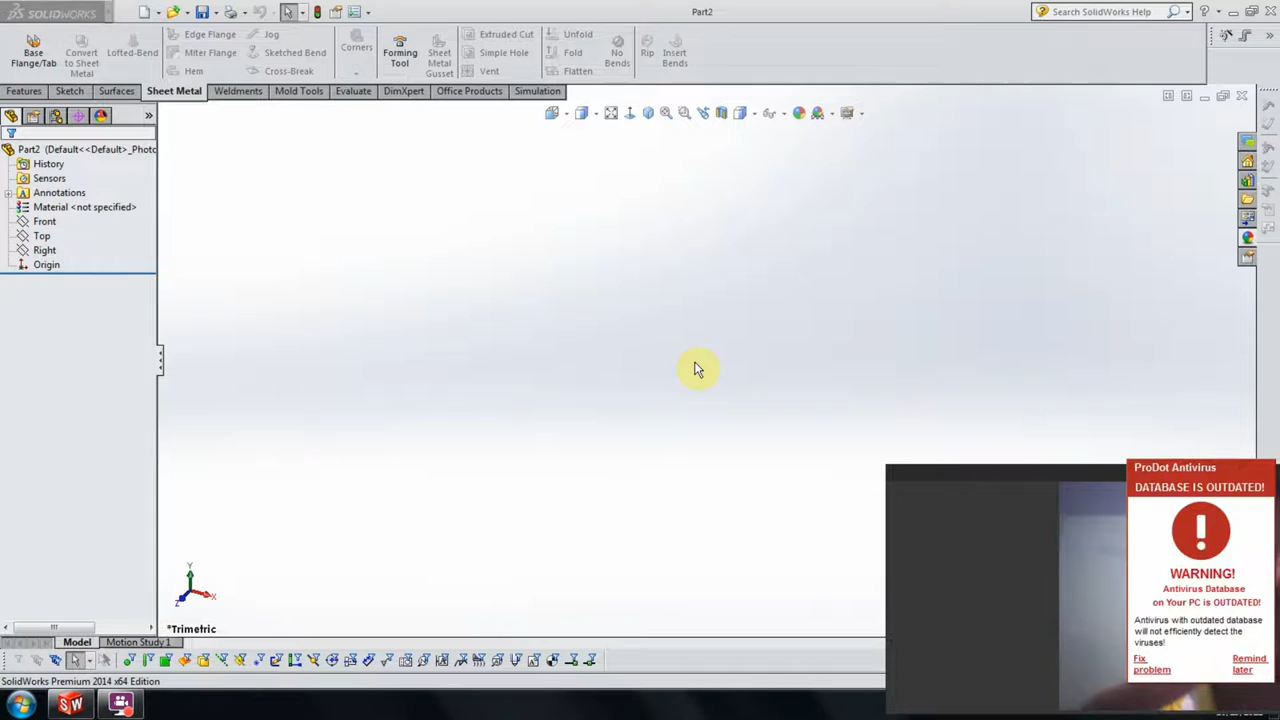 SOLIDWORKS
Part2
Search SolidWorks Help
Base
Flange/Tab
Convert
to Sheet
Metal
Lofted-Bend
Edge Flange
Miter Flange
Hem
Jog
Sketched Bend
Cross-Break
Corners
Forming
Tool
Sheet
Metal
Gusset
Extruded Cut
Simple Hole
Vent
Unfold
Fold
Flatten
No
Bends
Rip
Insert
Bends
Features
Sketch
Surfaces
Sheet Metal
Weldments
Mold Tools
Evaluate
DimXpert
Office Products
Simulation
Part2 (Default<<Default>_Photo
History
Sensors
Annotations
Material <not specified>
Front
Top
Right
Origin
Y
X
Z
*Trimetric
Model
Motion Study 1
SolidWorks Premium 2014 x64 Edition
ProDot Antivirus
DATABASE IS OUTDATED!
WARNING!
Antivirus Database
on Your PC is OUTDATED!
Antivirus with outdated database
will not efficiently detect the
viruses!
Fix
problem
Remind
later